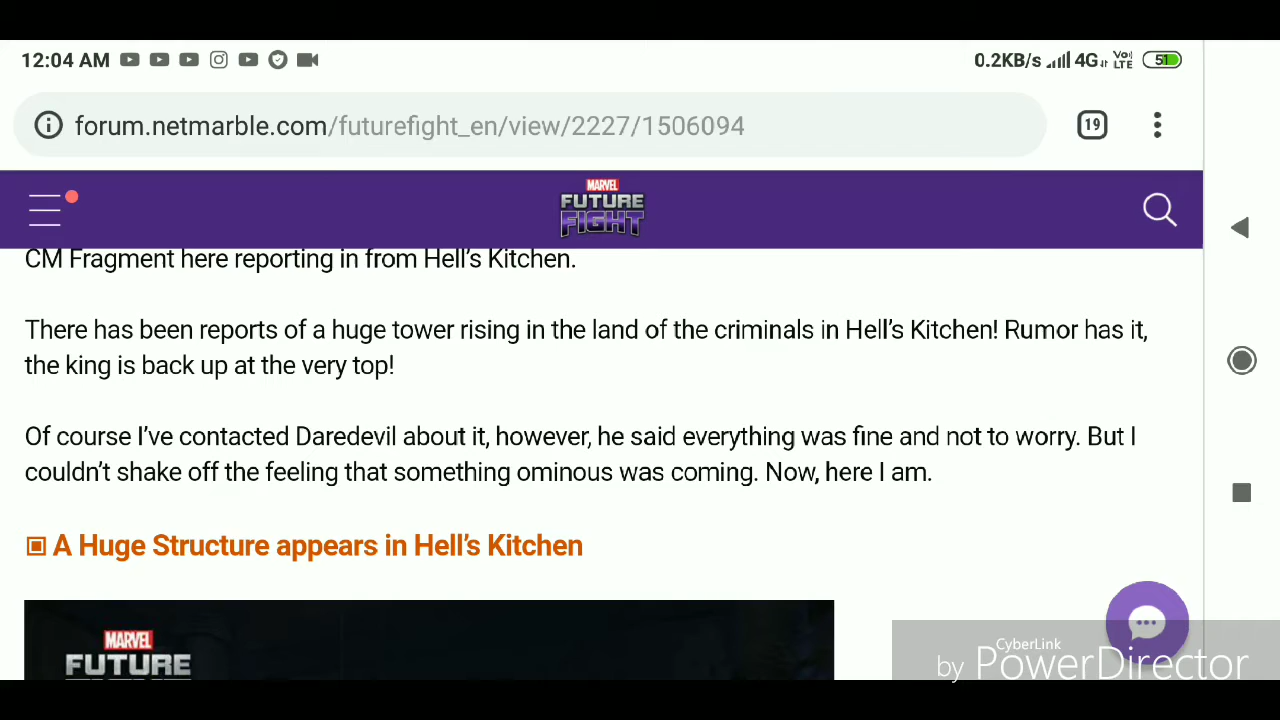 12:04 AM 0.2KB/s 4G Vo) LTE 51
forum.netmarble.com/futurefight_en/view/2227/1506094 19
MARVEL
FUTURE
FIGHT
CM Fragment here reporting in from Hell's Kitchen.
There has been reports of a huge tower rising in the land of the criminals in Hell's Kitchen! Rumor has it,
the king is back up at the very top!
Of course I've contacted Daredevil about it, however, he said everything was fine and not to worry. But I
couldn't shake off the feeling that something ominous was coming. Now, here I am.
A Huge Structure appears in Hell's Kitchen
MARVEL
FUTURE
CyberLink
by PowerDirector